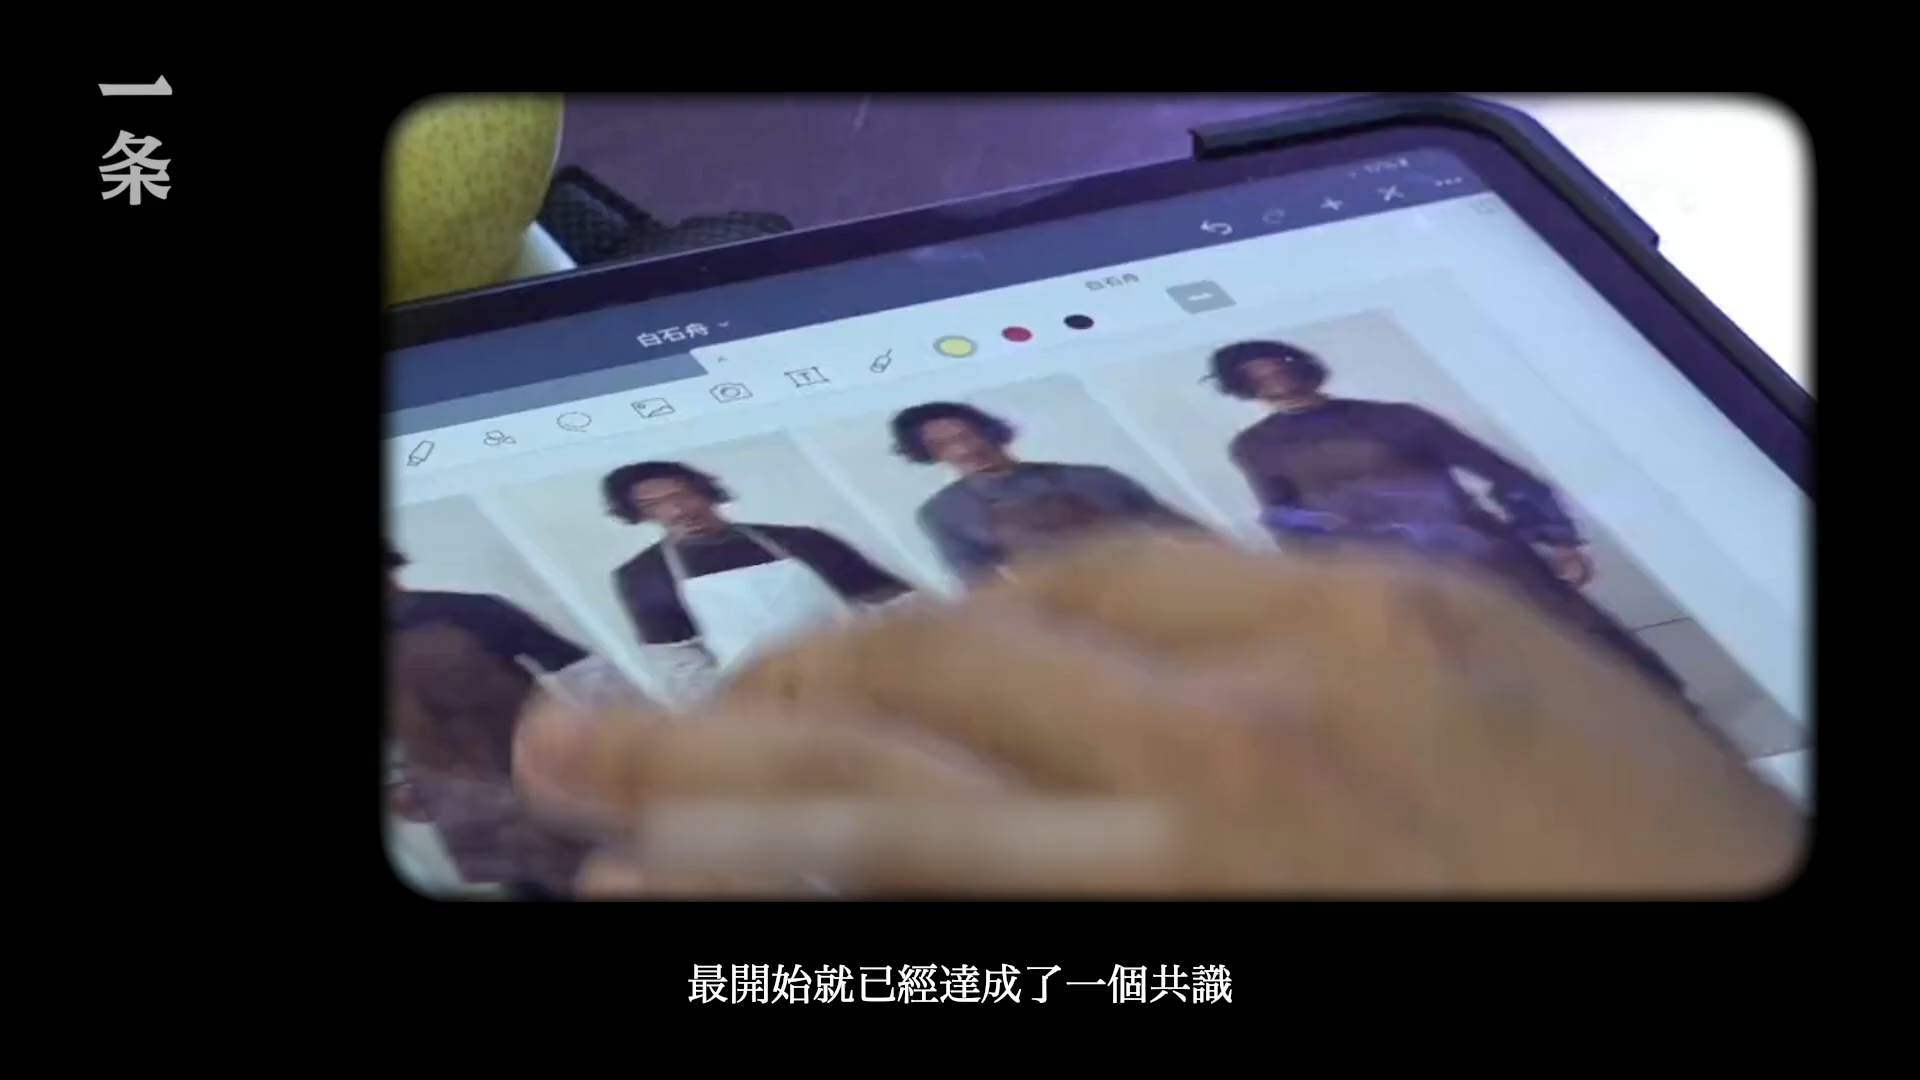 一条
白石舟
白石舟
最開始就已經達成了一個共識